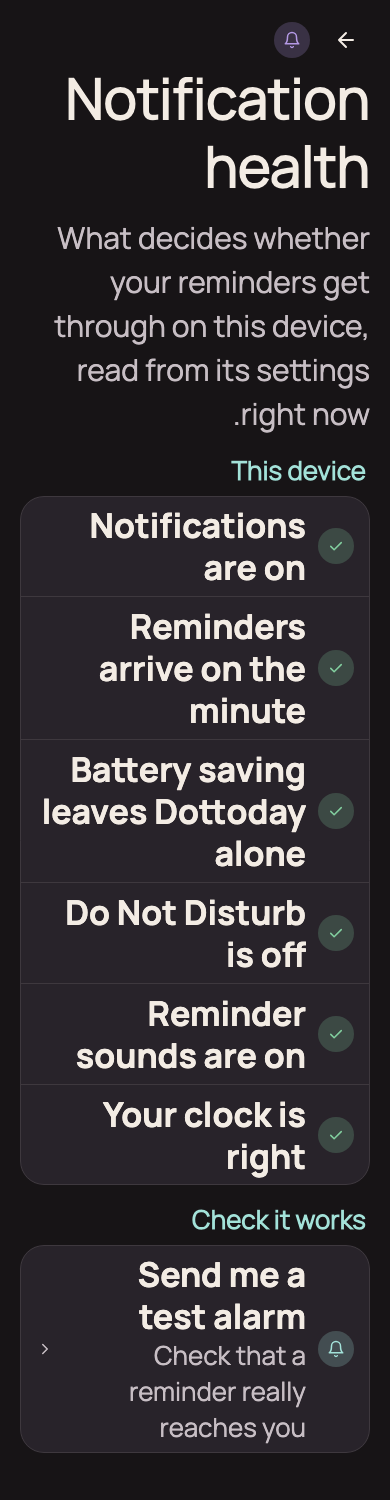 Notification
health
What decides whether
your reminders get
through on this device,
read from its settings
.right now
This device
Notifications
are on
Reminders
arrive on the
minute
Battery saving
leaves Dottoday
alone
Do Not Disturb
is off
Reminder
sounds are on
Your clock is
right
Check it works
Send me a
test alarm
Check that a
reminder really
reaches you